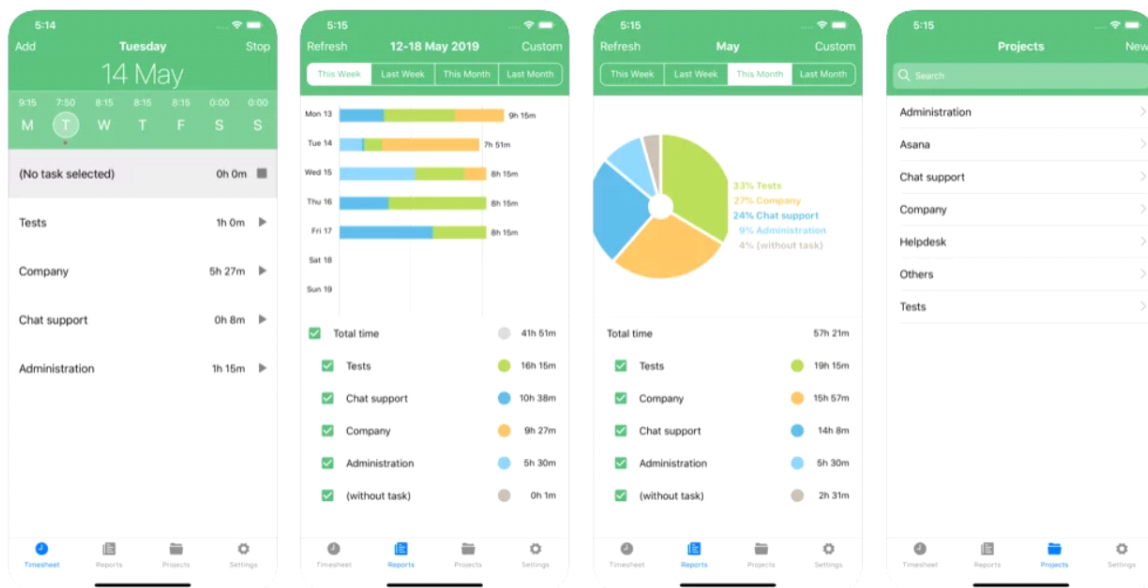 5:14
Add Tuesday Stop
14 May
9:15 7:50 8:15 8:15 8:15 0:00 0:00
M T W T F S S
(No task selected) 0h 0m
Tests 1h 0m
Company 5h 27m
Chat support 0h 8m
Administration 1h 15m
Timesheet Reports Projects Settings
5:15
Refresh 12-18 May 2019 Custom
This Week Last Week This Month Last Month
Mon 13 9h 15m
Tue 14 7h 51m
Wed 15 8h 15m
Thu 16 8h 15m
Fri 17 8h 15m
Sat 18
Sun 19
Total time 41h 51m
Tests 16h 15m
Chat support 10h 38m
Company 9h 27m
Administration 5h 30m
(without task) 0h 1m
Timesheet Reports Projects Settings
5:15
Refresh May Custom
This Week Last Week This Month Last Month
33% Tests
27% Company
24% Chat support
9% Administration
4% (without task)
Total time 57h 21m
Tests 19h 15m
Company 15h 57m
Chat support 14h 8m
Administration 5h 30m
(without task) 2h 31m
Timesheet Reports Projects Settings
5:15
Projects New
Search
Administration
Asana
Chat support
Company
Helpdesk
Others
Tests
Timesheet Reports Projects Settings